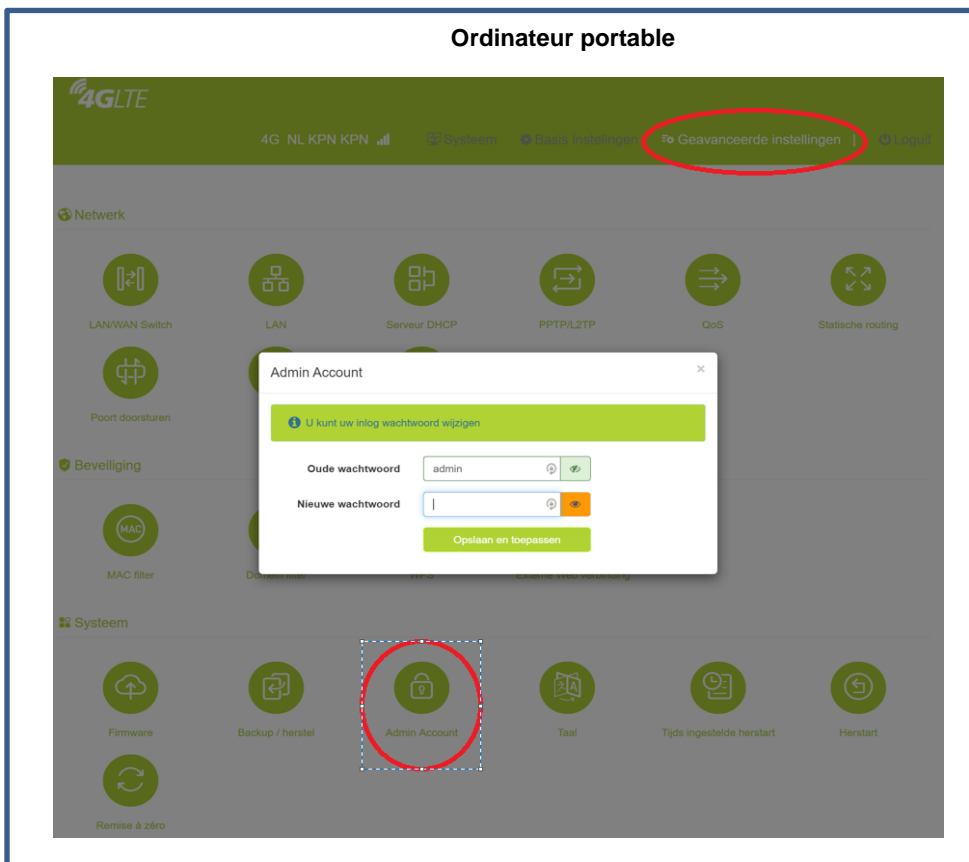 Ordinateur portable
4GLTE
4G NL KPN KPN Systeem Basis instellingen Geavanceerde instellingen | Loguit
Netwerk
LAN/WAN Switch LAN Serveur DHCP PPTP/L2TP QoS Statische routing
Admin Account ×
Poort doorsturen
U kunt uw inlog wachtwoord wijzigen
Beveiliging
Oude wachtwoord admin
Nieuwe wachtwoord
Opslaan en toepassen
MAC
MAC filter Domein filter WPS Externe Web verbinding
Systeem
Firmware Backup / herstel Admin Account Taal Tijds ingestelde herstart Herstart
Remise à zéro